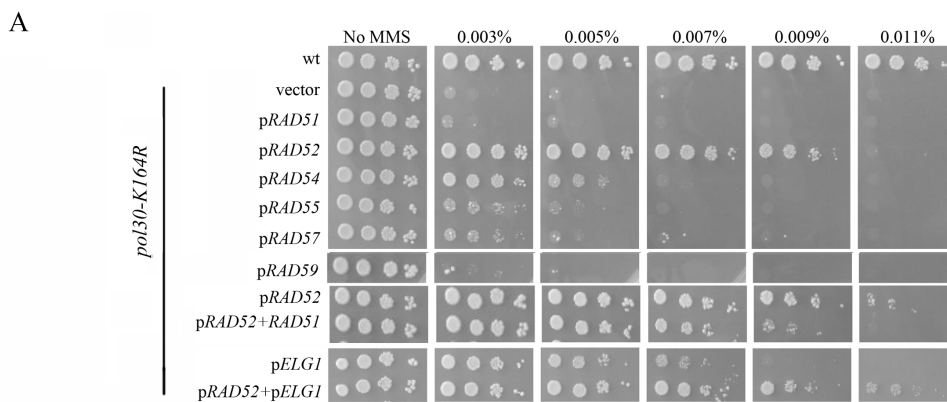 A
No MMS 0.003% 0.005% 0.007% 0.009% 0.011%
wt
vector
pRAD51
pRAD52
pRAD54
pRAD55
pRAD57
pRAD59
pRAD52
pRAD52+RAD51
pELG1
pRAD52+pELG1
pol30-K164R